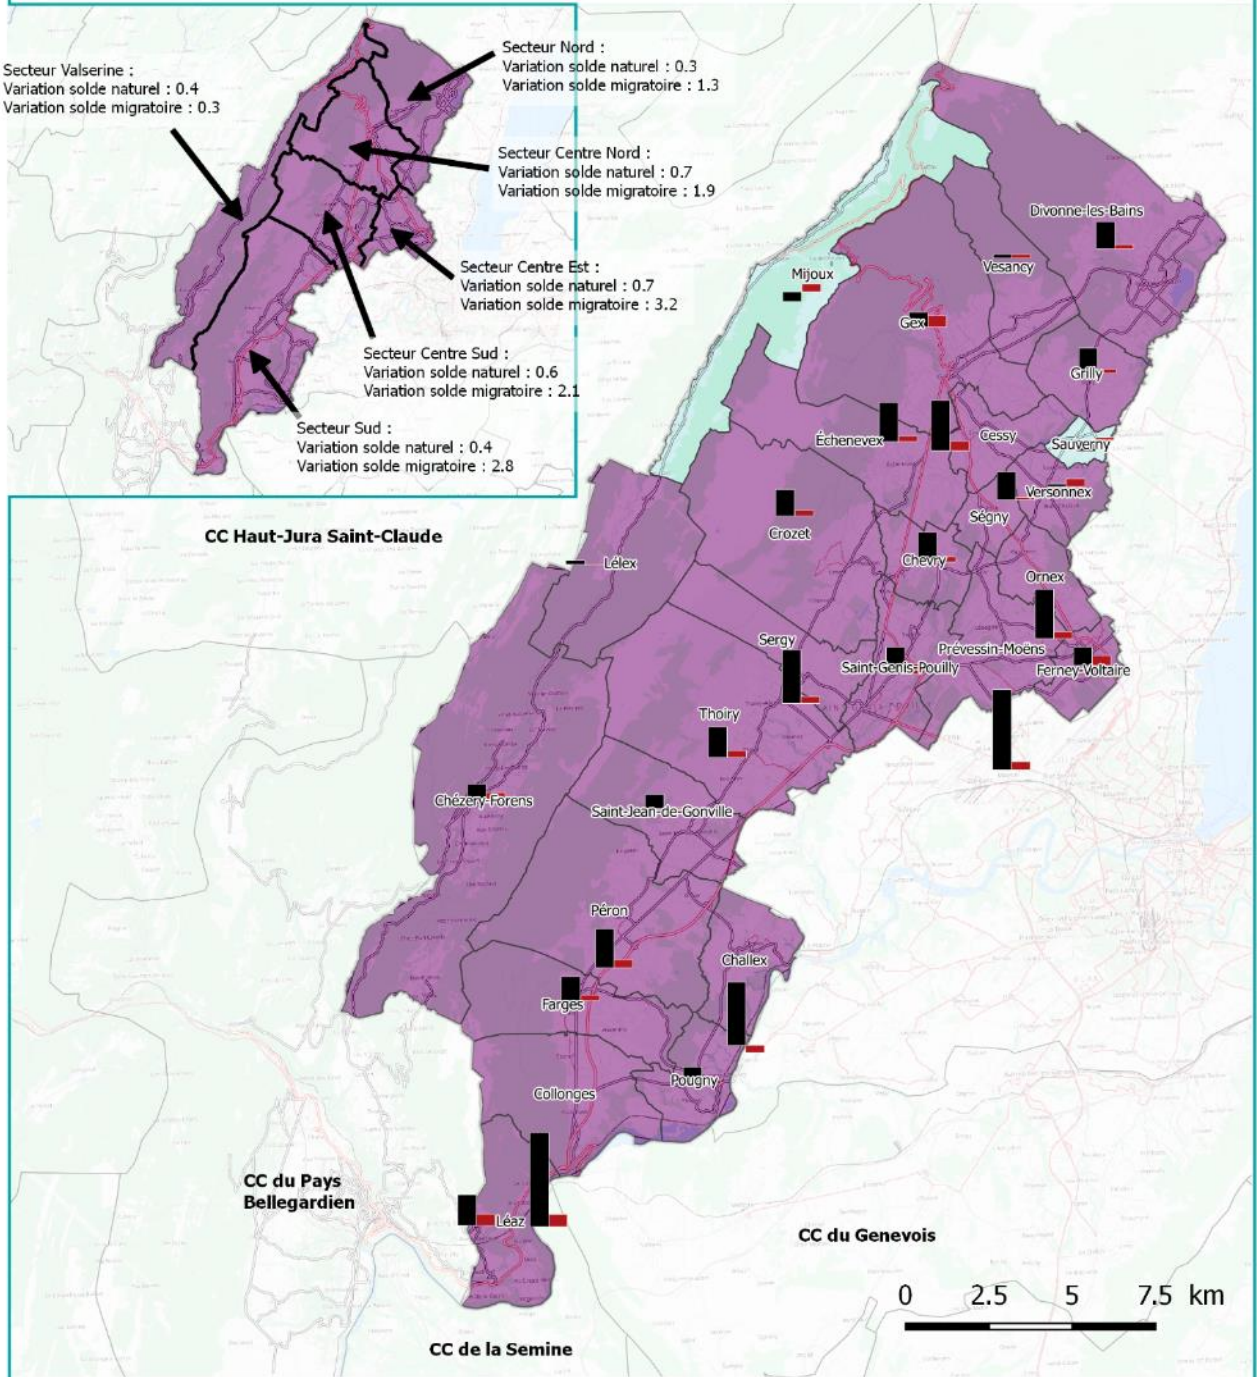 Secteur Nord :
Variation solde naturel : 0.3
Variation solde migratoire : 1.3
Secteur Valserine :
Variation solde naturel : 0.4
Variation solde migratoire : 0.3
Secteur Centre Nord :
Variation solde naturel : 0.7
Variation solde migratoire : 1.9
Secteur Centre Est :
Variation solde naturel : 0.7
Variation solde migratoire : 3.2
Secteur Centre Sud :
Variation solde naturel : 0.6
Variation solde migratoire : 2.1
Secteur Sud :
Variation solde naturel : 0.4
Variation solde migratoire : 2.8
Divonne-les-Bains
Vesancy
Mijoux
Gex
Grilly
Échenevex
Cessy
Sauverny
Versonnex
Ségny
Crozet
CC Haut-Jura Saint-Claude
Chevry
Lélex
Ornex
Sergy
Prévessin-Moëns
Saint-Genis-Pouilly
Ferney-Voltaire
Thoiry
Chézery-Forens
Saint-Jean-de-Gonville
Péron
Challex
Farges
Pougny
Collonges
CC du Pays
Bellegardien
Léaz
CC du Genevois
0 2.5 5 7.5 km
CC de la Semine